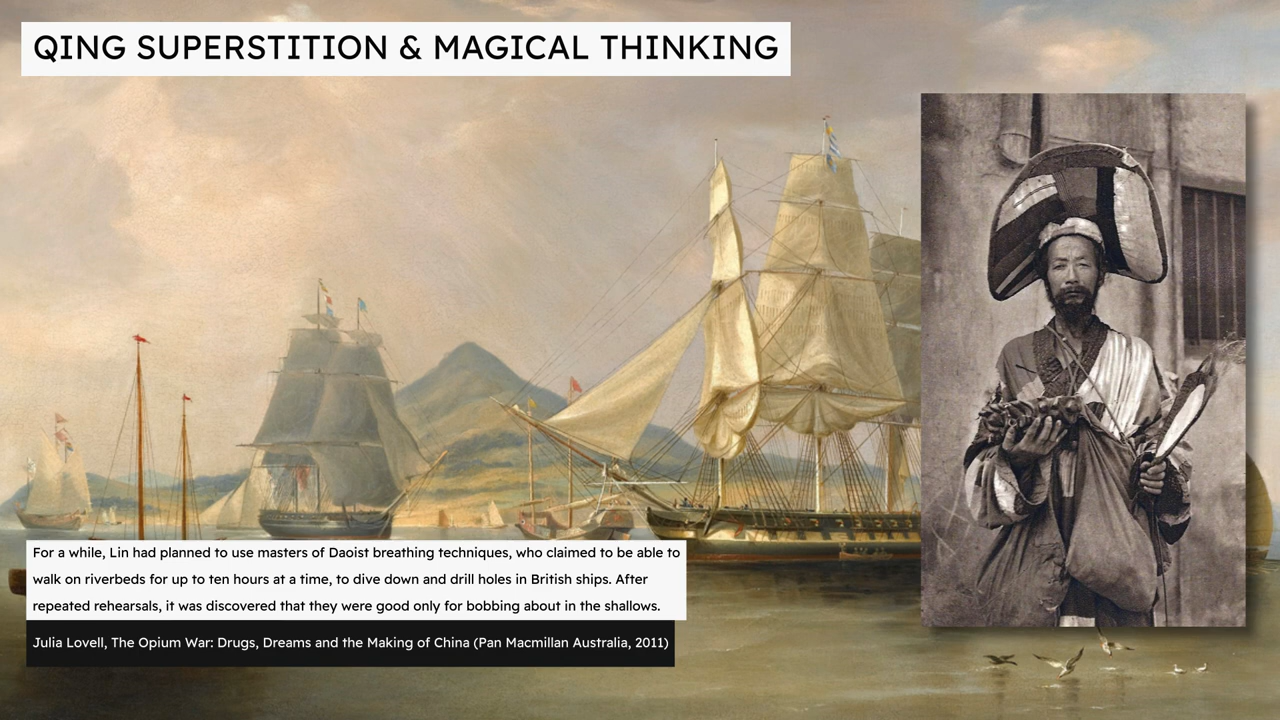 QING SUPERSTITION & MAGICAL THINKING
For a while, Lin had planned to use masters of Daoist breathing techniques, who claimed to be able to
walk on riverbeds for up to ten hours at a time, to dive down and drill holes in British ships. After
repeated rehearsals, it was discovered that they were good only for bobbing about in the shallows.
Julia Lovell, The Opium War: Drugs, Dreams and the Making of China (Pan Macmillan Australia, 2011)